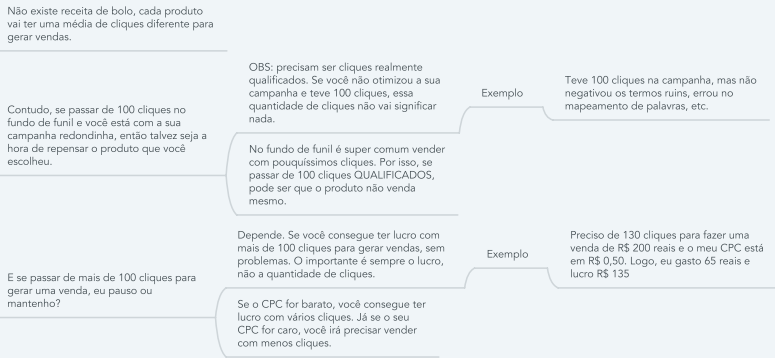 Não existe receita de bolo, cada produto
vai ter uma média de cliques diferente para
gerar vendas.
Contudo, se passar de 100 cliques no
fundo de funil e você está com a sua
campanha redondinha, então talvez seja a
hora de repensar o produto que você
escolheu.
OBS: precisam ser cliques realmente
qualificados. Se você não otimizou a sua
campanha e teve 100 cliques, essa
quantidade de cliques não vai significar
nada.
Exemplo
Teve 100 cliques na campanha, mas não
negativou os termos ruins, errou no
mapeamento de palavras, etc.
No fundo de funil é super comum vender
com pouquíssimos cliques. Por isso, se
passar de 100 cliques QUALIFICADOS,
pode ser que o produto não venda
mesmo.
E se passar de mais de 100 cliques para
gerar uma venda, eu pauso ou
mantenho?
Depende. Se você consegue ter lucro com
mais de 100 cliques para gerar vendas, sem
problemas. O importante é sempre o lucro,
não a quantidade de cliques.
Exemplo
Preciso de 130 cliques para fazer uma
venda de R$ 200 reais e o meu CPC está
em R$ 0,50. Logo, eu gasto 65 reais e
lucro R$ 135
Se o CPC for barato, você consegue ter
lucro com vários cliques. Já se o seu
CPC for caro, você irá precisar vender
com menos cliques.